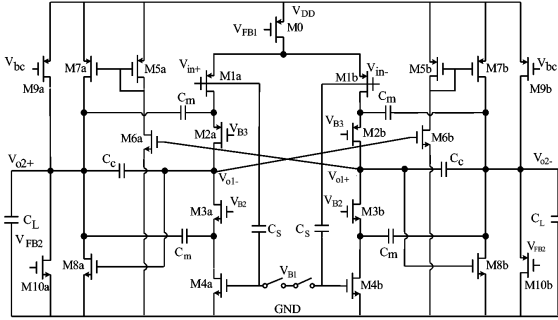 VDD
VFB1
M0
Vbc
M7a
M5a
Vin+
M1a
Vin-
M1b
M5b
M7b
Vbc
M9a
M9b
Cm
Cm
M6a
M2a
VB3
VB3
M2b
M6b
Vo2+
Cc
Vo1-
Vo1+
Cc
Vo2-
M3a
VB2
VB2
M3b
CL
VFB2
Cm
CS
CS
Cm
CL
VFB2
M8a
M4a
VB1
M4b
M8b
M10a
M10b
GND